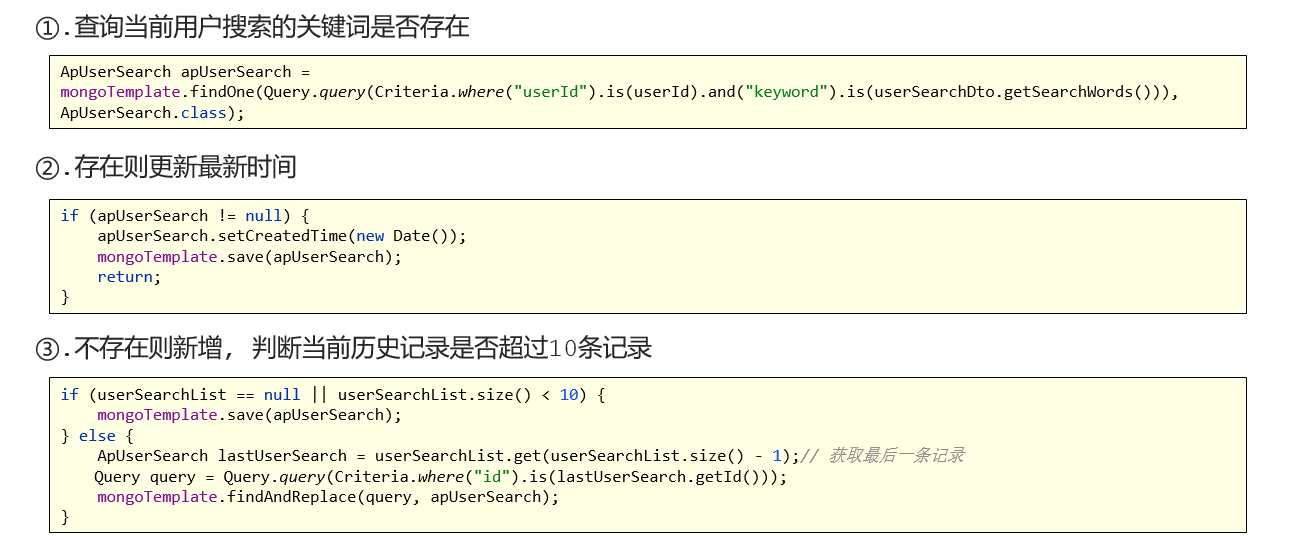 ①.查询当前用户搜索的关键词是否存在
ApUserSearch apUserSearch =
mongoTemplate.findOne(Query.query(Criteria.where("userId").is(userId).and("keyword").is(userSearchDto.getSearchWords())),
ApUserSearch.class);
②.存在则更新最新时间
if (apUserSearch != null) {
    apUserSearch.setCreatedTime(new Date());
    mongoTemplate.save(apUserSearch);
    return;
}
③.不存在则新增, 判断当前历史记录是否超过10条记录
if (userSearchList == null || userSearchList.size() < 10) {
    mongoTemplate.save(apUserSearch);
} else {
    ApUserSearch lastUserSearch = userSearchList.get(userSearchList.size() - 1);// 获取最后一条记录
    Query query = Query.query(Criteria.where("id").is(lastUserSearch.getId()));
    mongoTemplate.findAndReplace(query, apUserSearch);
}